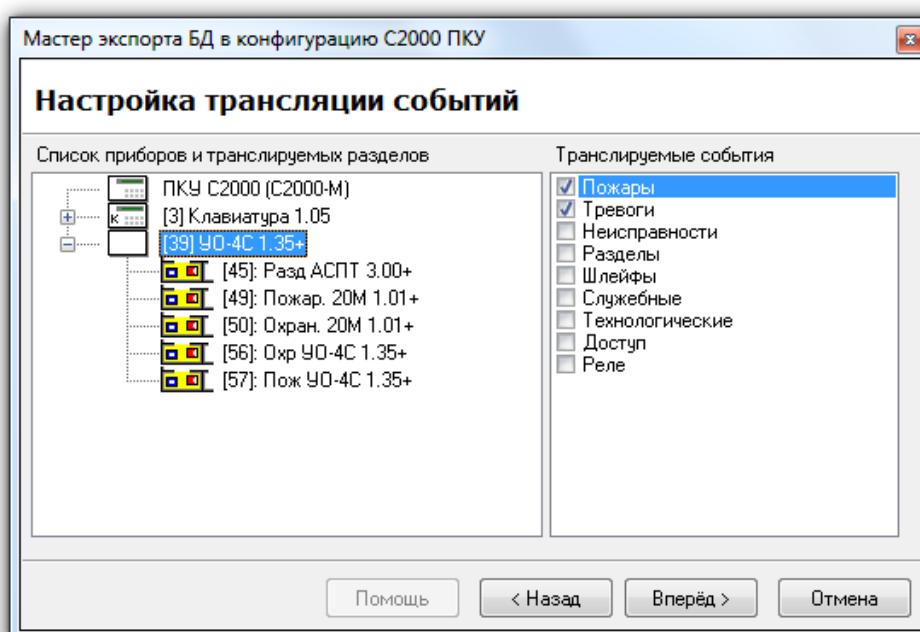 Мастер экспорта БД в конфигурацию С2000 ПКУ
Настройка трансляции событий
Список приборов и транслируемых разделов
Транслируемые события
ПКУ С2000 (С2000-М)
к
[3] Клавиатура 1.05
[39] УО-4С 1.35+
[45]: Разд АСПТ 3.00+
[49]: Пожар. 20М 1.01+
[50]: Охран. 20М 1.01+
[56]: Охр УО-4С 1.35+
[57]: Пож УО-4С 1.35+
Пожары
Тревоги
Неисправности
Разделы
Шлейфы
Служебные
Технологические
Доступ
Реле
Помощь
< Назад
Вперёд >
Отмена